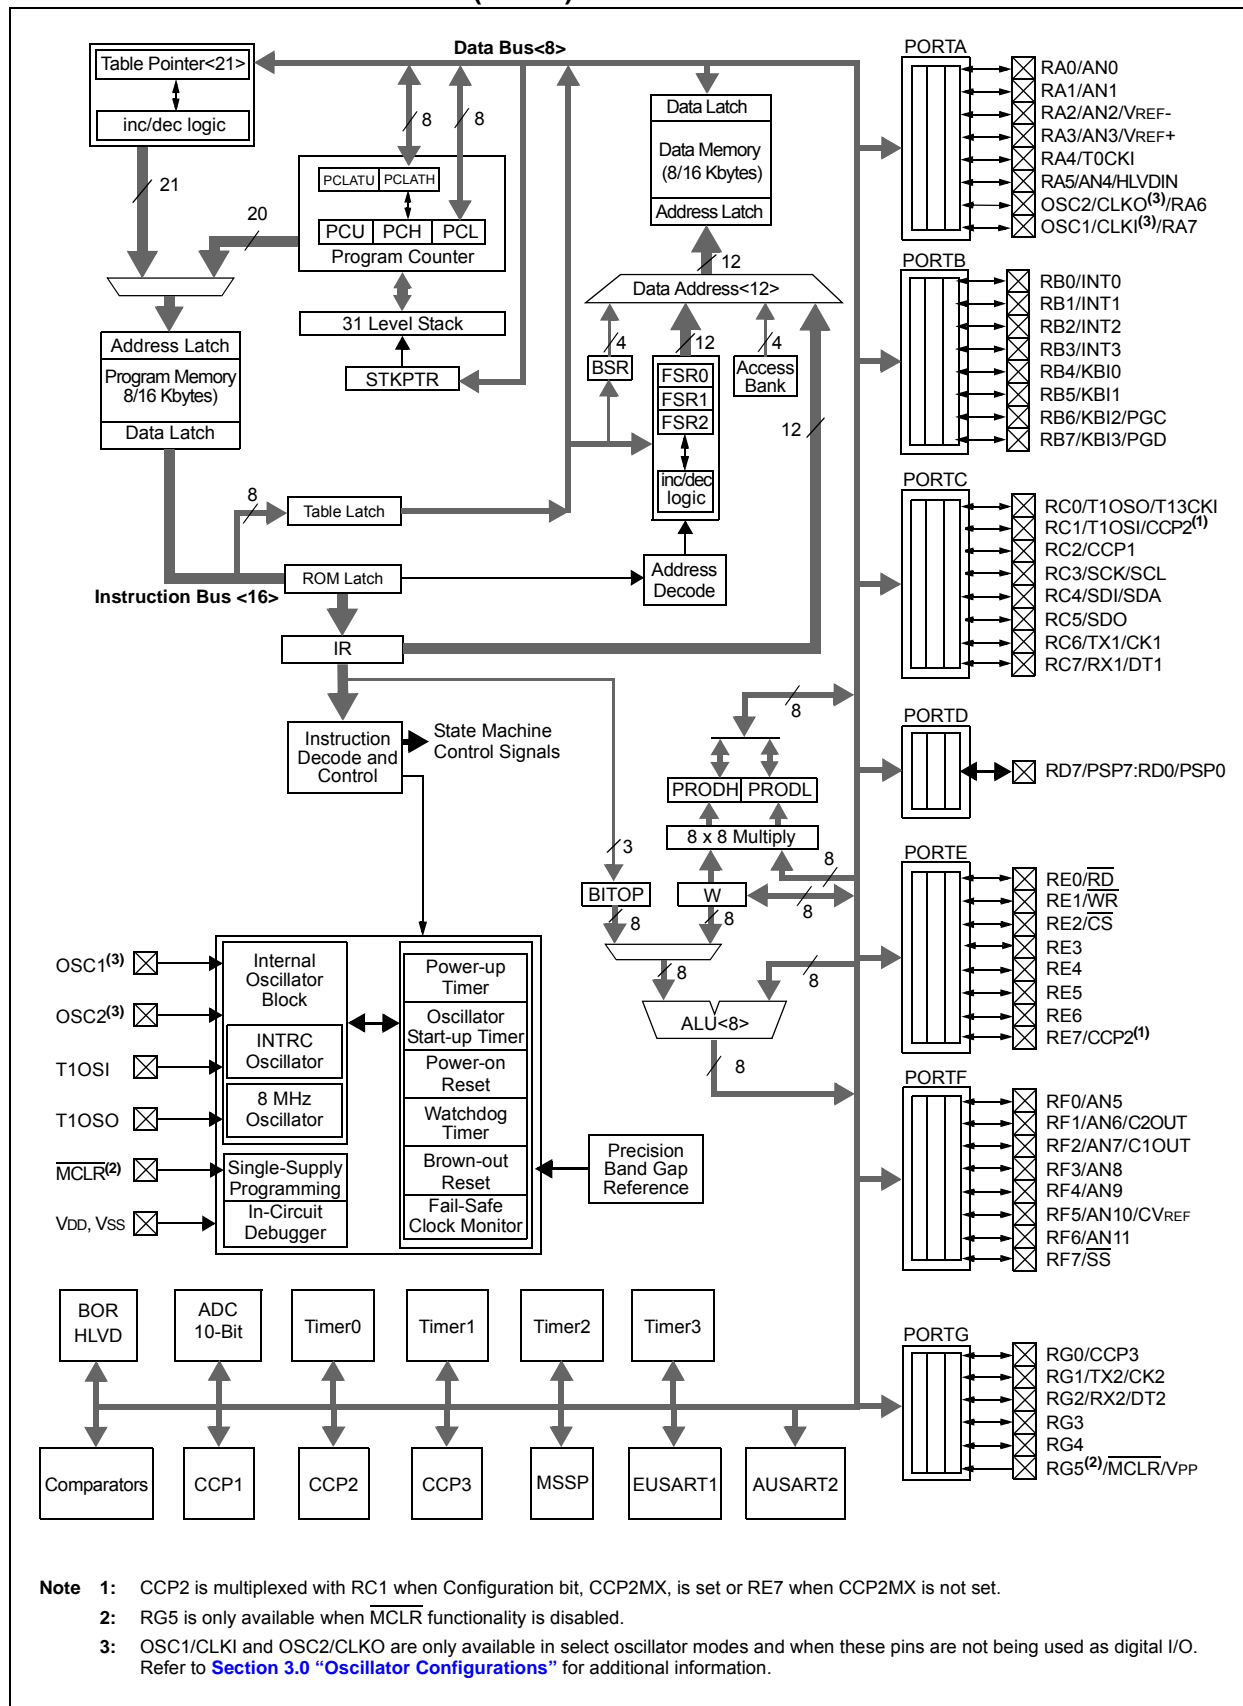 Data Bus<8>
Table Pointer<21>
inc/dec logic
21
20
8
8
PCLATU PCLATH
PCU PCH PCL
Program Counter
31 Level Stack
STKPTR
Address Latch
Program Memory
8/16 Kbytes)
Data Latch
Data Latch
Data Memory
(8/16 Kbytes)
Address Latch
12
Data Address<12>
4
12
4
BSR
FSR0
FSR1
FSR2
inc/dec
logic
Access
Bank
12
8
Table Latch
ROM Latch
Instruction Bus <16>
Address
Decode
IR
Instruction
Decode and
Control
State Machine
Control Signals
8
PRODH PRODL
8 x 8 Multiply
3
8
BITOP
W
8
8
8
8
8
ALU<8>
8
OSC1(3)
OSC2(3)
T1OSI
T1OSO
MCLR(2)
VDD, VSS
Internal
Oscillator
Block
INTRC
Oscillator
8 MHz
Oscillator
Single-Supply
Programming
In-Circuit
Debugger
Power-up
Timer
Oscillator
Start-up Timer
Power-on
Reset
Watchdog
Timer
Brown-out
Reset
Fail-Safe
Clock Monitor
Precision
Band Gap
Reference
BOR
HLVD
ADC
10-Bit
Timer0
Timer1
Timer2
Timer3
Comparators
CCP1
CCP2
CCP3
MSSP
EUSART1
AUSART2
PORTA
RA0/AN0
RA1/AN1
RA2/AN2/VREF-
RA3/AN3/VREF+
RA4/T0CKI
RA5/AN4/HLVDIN
OSC2/CLKO(3)/RA6
OSC1/CLKI(3)/RA7
PORTB
RB0/INT0
RB1/INT1
RB2/INT2
RB3/INT3
RB4/KBI0
RB5/KBI1
RB6/KBI2/PGC
RB7/KBI3/PGD
PORTC
RC0/T1OSO/T13CKI
RC1/T1OSI/CCP2(1)
RC2/CCP1
RC3/SCK/SCL
RC4/SDI/SDA
RC5/SDO
RC6/TX1/CK1
RC7/RX1/DT1
PORTD
RD7/PSP7:RD0/PSP0
PORTE
RE0/RD
RE1/WR
RE2/CS
RE3
RE4
RE5
RE6
RE7/CCP2(1)
PORTF
RF0/AN5
RF1/AN6/C2OUT
RF2/AN7/C1OUT
RF3/AN8
RF4/AN9
RF5/AN10/CVREF
RF6/AN11
RF7/SS
PORTG
RG0/CCP3
RG1/TX2/CK2
RG2/RX2/DT2
RG3
RG4
RG5(2)/MCLR/VPP
Note 1: CCP2 is multiplexed with RC1 when Configuration bit, CCP2MX, is set or RE7 when CCP2MX is not set.
2: RG5 is only available when MCLR functionality is disabled.
3: OSC1/CLKI and OSC2/CLKO are only available in select oscillator modes and when these pins are not being used as digital I/O.
Refer to Section 3.0 “Oscillator Configurations” for additional information.